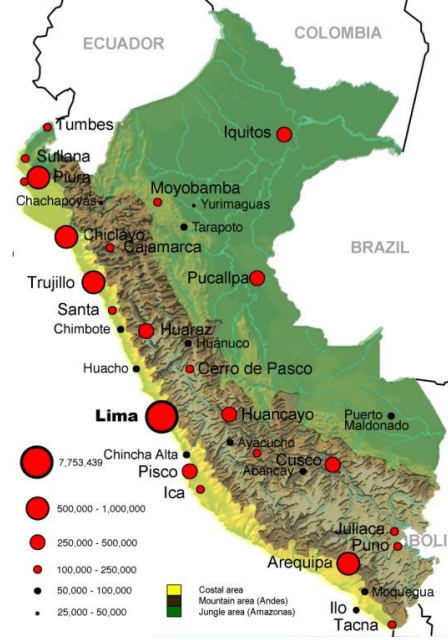 ECUADOR
COLOMBIA
Tumbes
Iquitos
Sullana
Piura
Moyobamba
Chachapoyas
Yurimaguas
Tarapoto
Chiclayo
Cajamarca
BRAZIL
Trujillo
Pucallpa
Santa
Chimbote
Huaraz
Huánuco
Huacho
Cerro de Pasco
Lima
Huancayo
Puerto
Maldonado
Ayacucho
Chincha Alta
Cusco
Abancay
Pisco
Ica
7,753,439
500,000 - 1,000,000
250,000 - 500,000
100,000 - 250,000
50,000 - 100,000
25,000 - 50,000
Juliaca
BOLI
Puno
Arequipa
Moquegua
Ilo
Tacna
Costal area
Mountain area (Andes)
Jungle area (Amazonas)